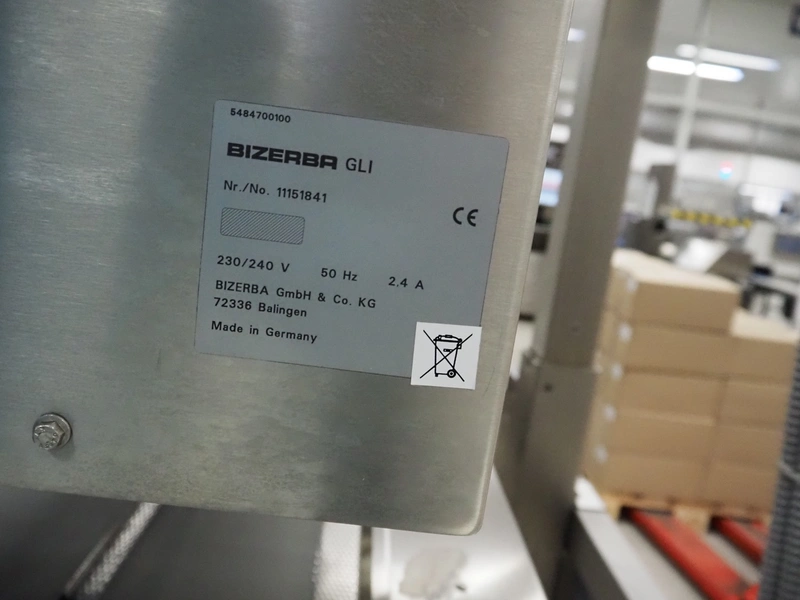 5484700100
BIZERBA GLI
Nr./No. 11151841
CE
230/240 V 50 Hz 2.4 A
BIZERBA GmbH & Co. KG
72336 Balingen
Made in Germany